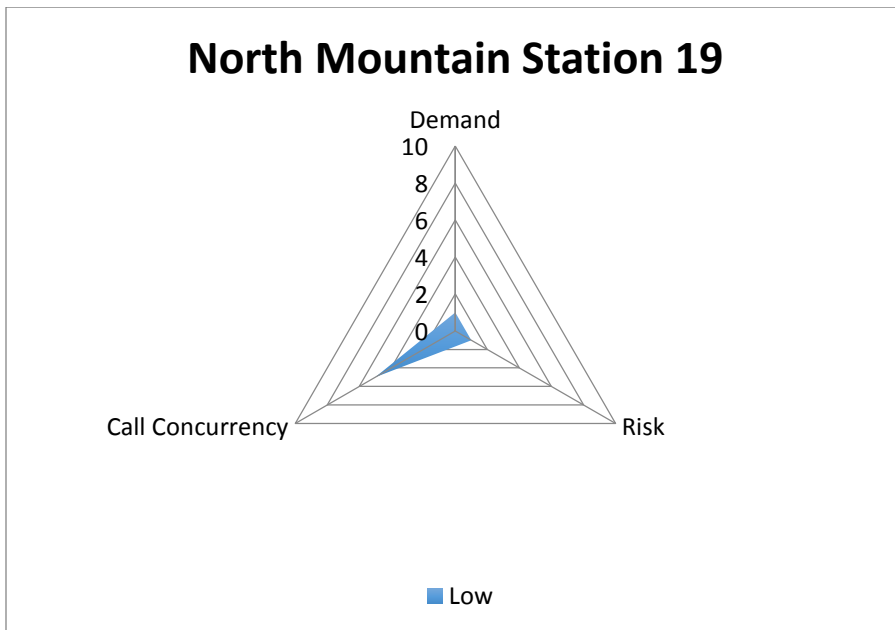 North Mountain Station 19
Demand
10
8
6
4
2
0
Call Concurrency
Risk
Low